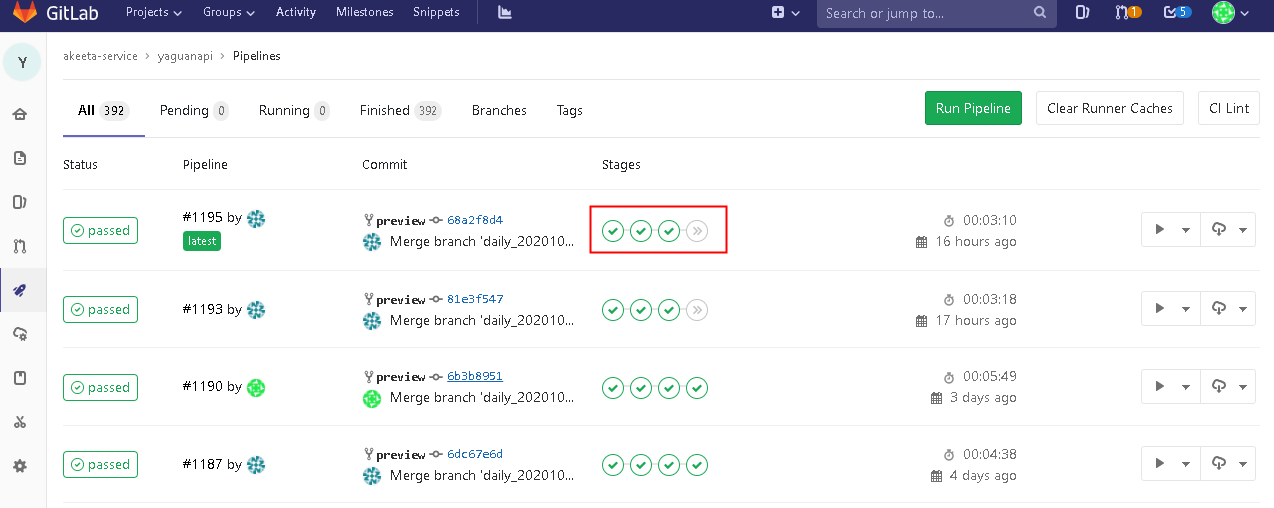 GitLab Projects Groups Activity Milestones Snippets Search or jump to... 1 5
Y akeeta-service > yaguanapi > Pipelines
All 392 Pending 0 Running 0 Finished 392 Branches Tags Run Pipeline Clear Runner Caches CI Lint
Status Pipeline Commit Stages
passed #1195 by latest preview 68a2f8d4 00:03:10
Merge branch 'daily_202010... 16 hours ago
passed #1193 by preview 81e3f547 00:03:18
Merge branch 'daily_202010... 17 hours ago
passed #1190 by preview 6b3b8951 00:05:49
Merge branch 'daily_202010... 3 days ago
passed #1187 by preview 6dc67e6d 00:04:38
Merge branch 'daily_202010... 4 days ago